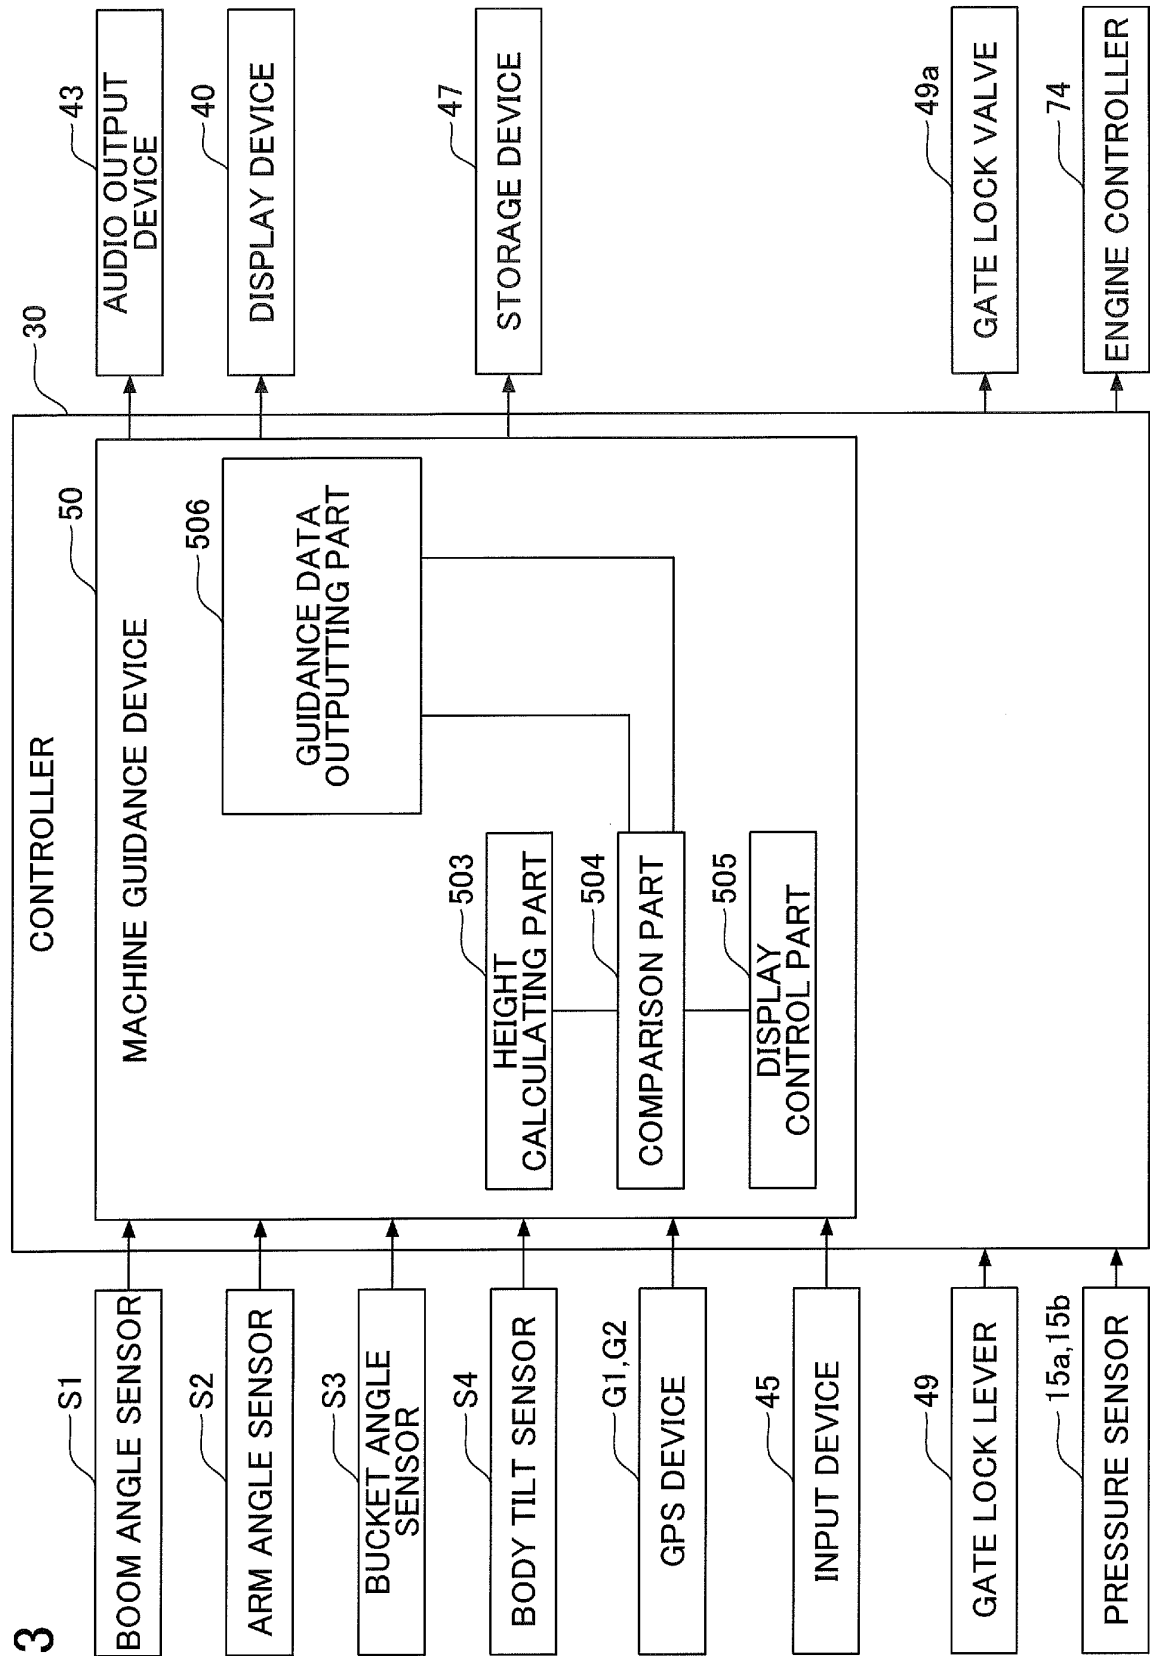 3
S1
BOOM ANGLE SENSOR
S2
ARM ANGLE SENSOR
S3
BUCKET ANGLE
SENSOR
S4
BODY TILT SENSOR
G1,G2
GPS DEVICE
45
INPUT DEVICE
49
GATE LOCK LEVER
15a,15b
PRESSURE SENSOR
30
CONTROLLER
50
MACHINE GUIDANCE DEVICE
503
HEIGHT
CALCULATING PART
504
COMPARISON PART
505
DISPLAY
CONTROL PART
506
GUIDANCE DATA
OUTPUTTING PART
43
AUDIO OUTPUT
DEVICE
40
DISPLAY DEVICE
47
STORAGE DEVICE
49a
GATE LOCK VALVE
74
ENGINE CONTROLLER